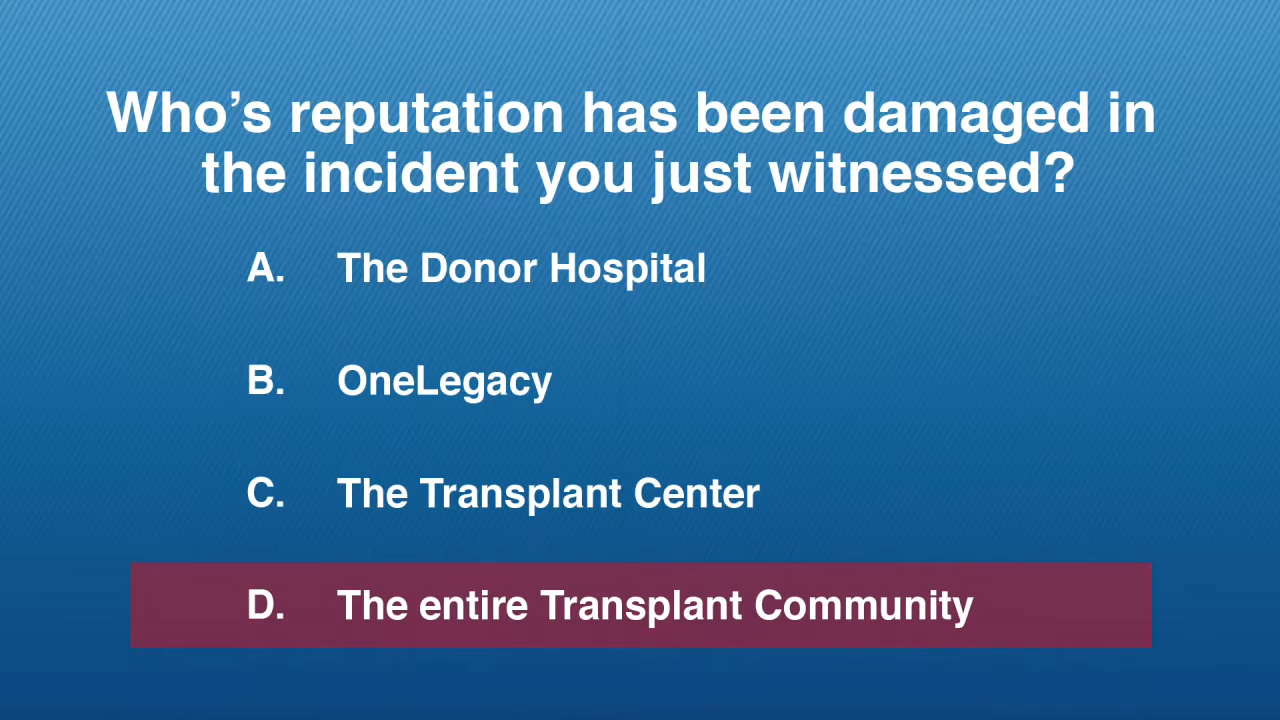 Who’s reputation has been damaged in
the incident you just witnessed?
A. The Donor Hospital
B. OneLegacy
C. The Transplant Center
D. The entire Transplant Community